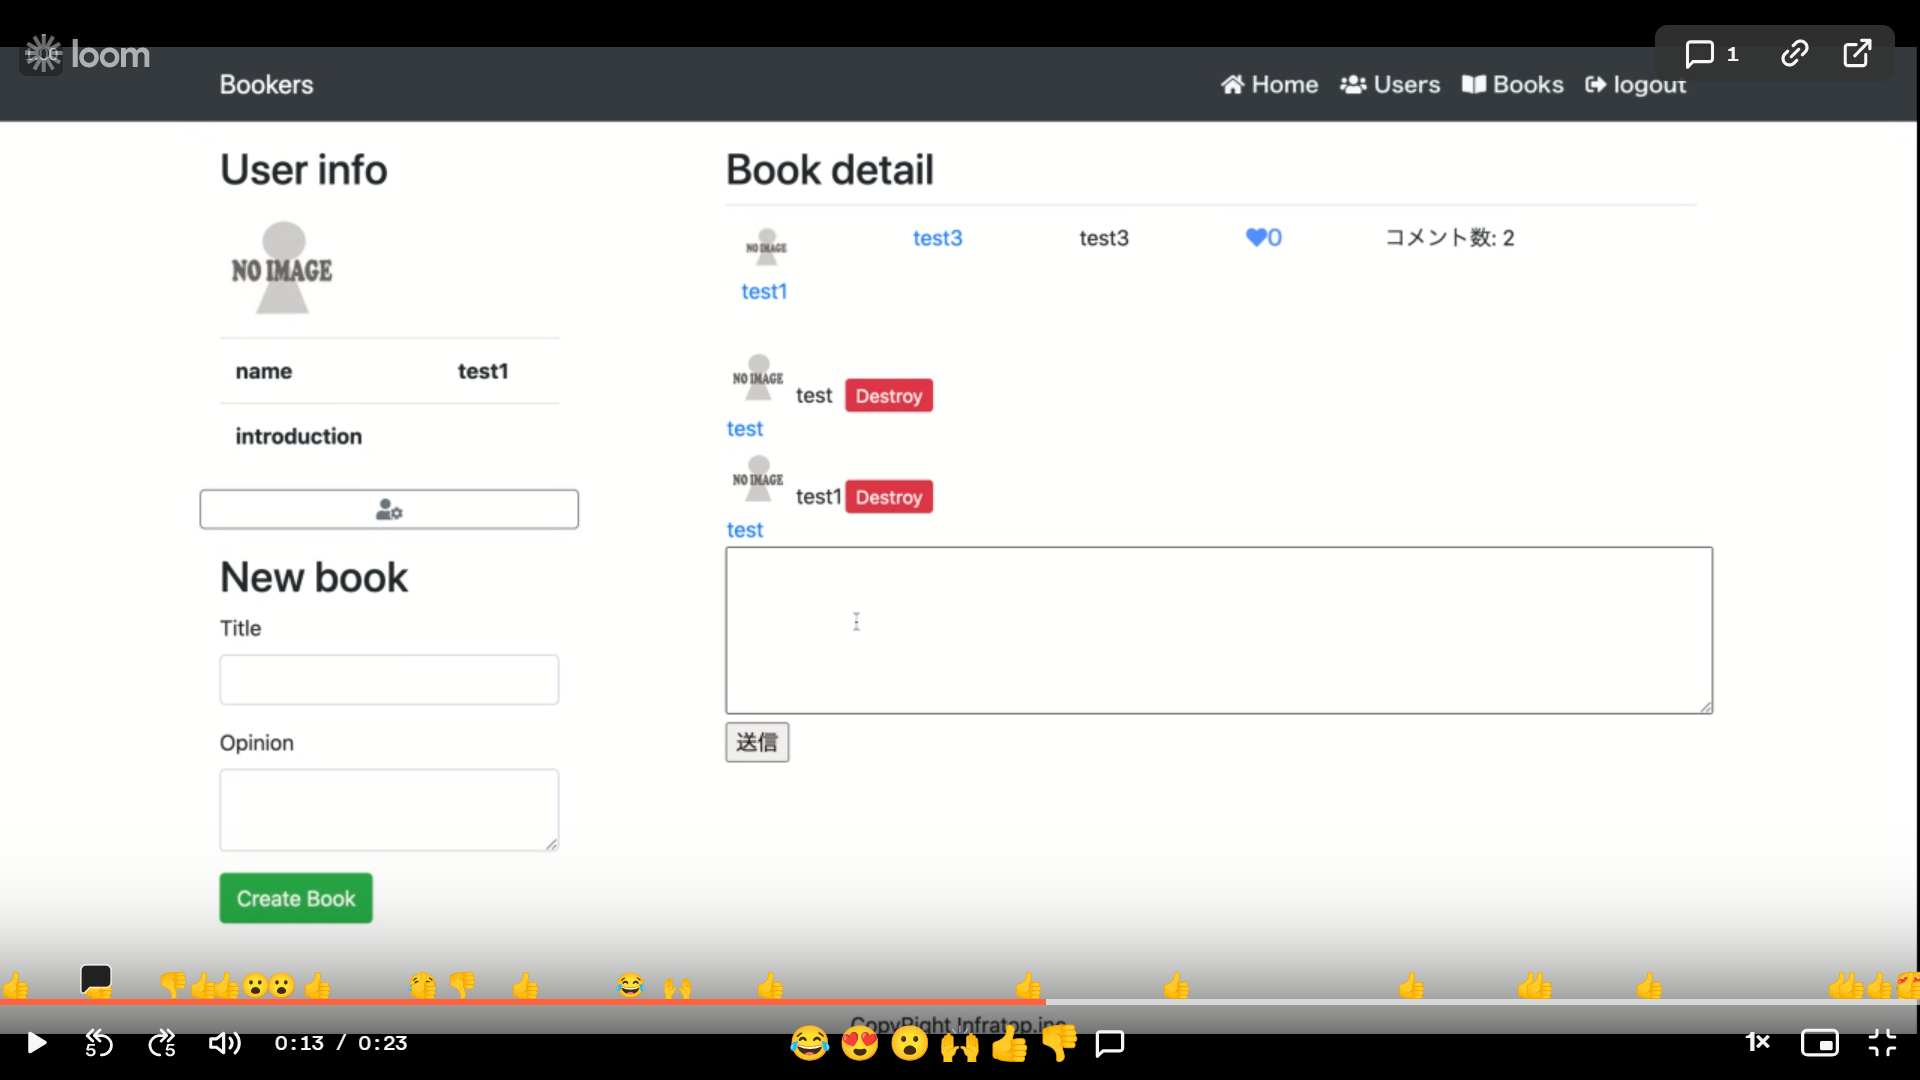 loom
1
Bookers
Home Users Books logout
User info
NO IMAGE
name test1
introduction
New book
Title
Opinion
Create Book
Book detail
NO IMAGE
test3 test3 0 コメント数: 2
test1
NO IMAGE
test Destroy
test
NO IMAGE
test1 Destroy
test
送信
CopyRight Infratop.inc
5 5 0:13 / 0:23
1×